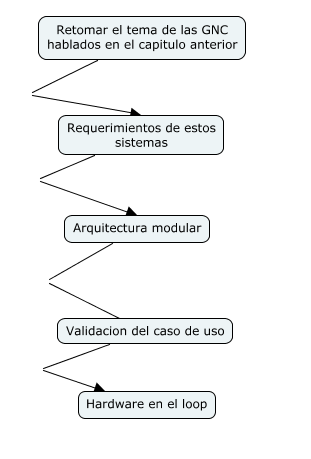 Retomar el tema de las GNC
hablados en el capitulo anterior
Requerimientos de estos
sistemas
Arquitectura modular
Validacion del caso de uso
Hardware en el loop